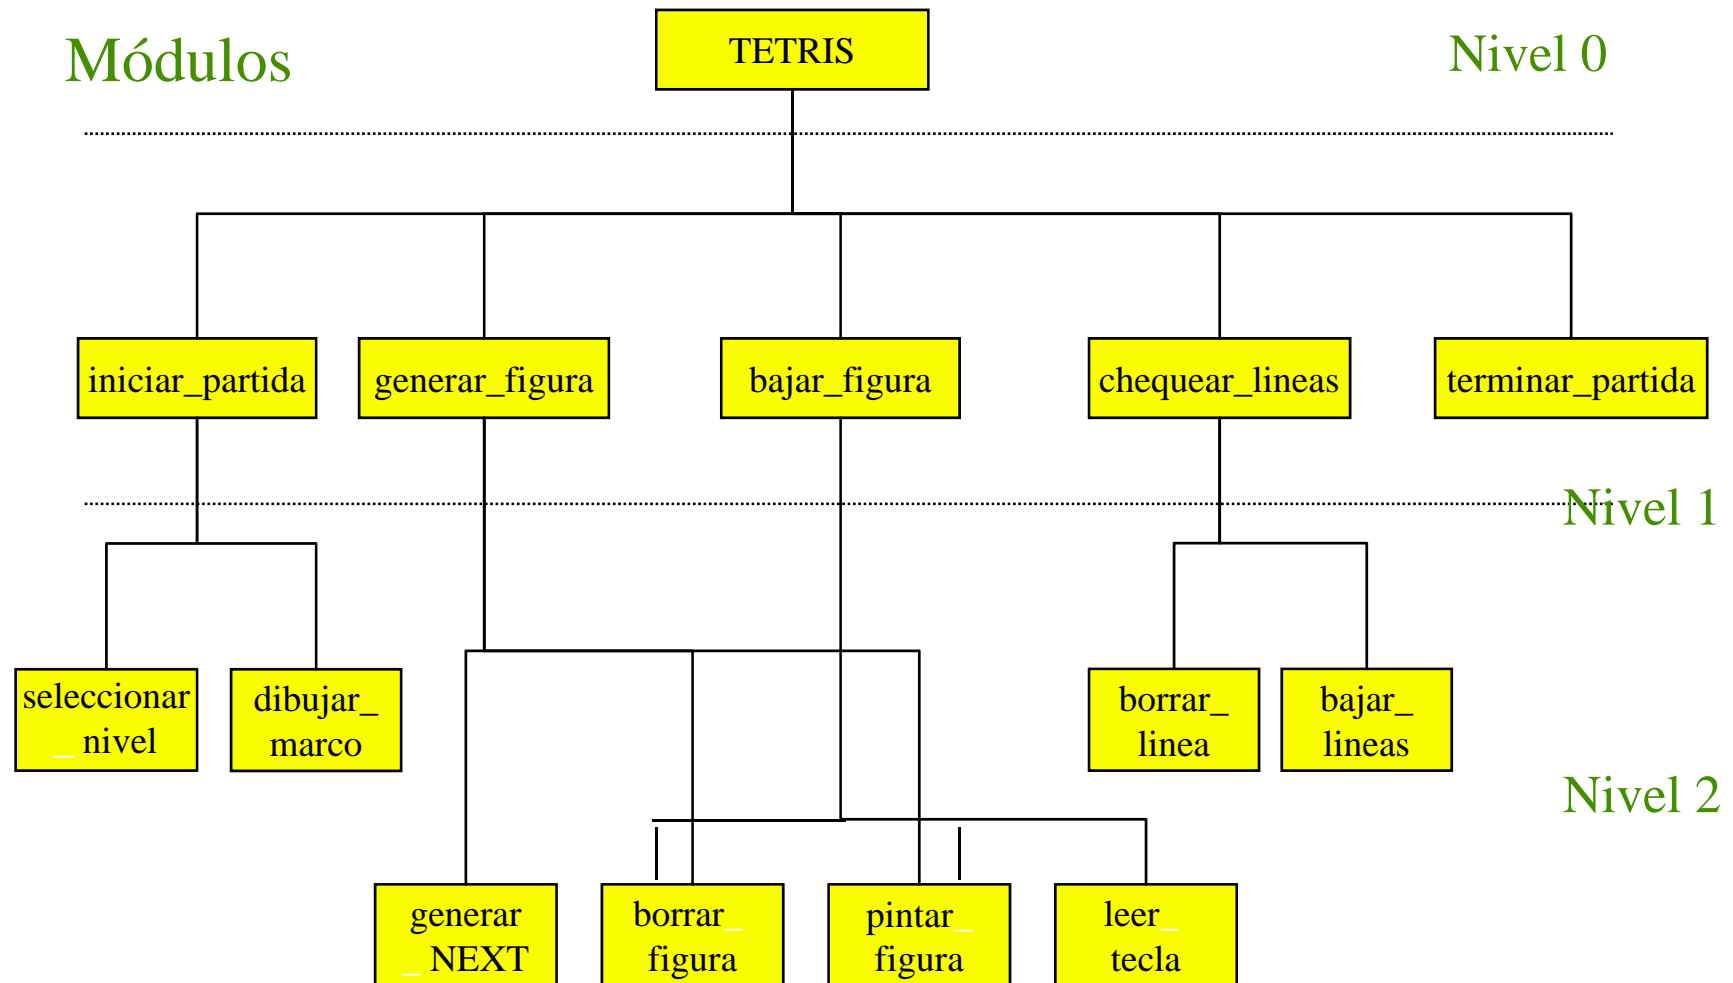 Módulos
TETRIS
Nivel 0
iniciar_partida
generar_figura
bajar_figura
chequear_lineas
terminar_partida
Nivel 1
seleccionar
_ nivel
dibujar_
marco
borrar_
linea
bajar_
lineas
Nivel 2
generar
_ NEXT
borrar_
figura
pintar_
figura
leer_
tecla